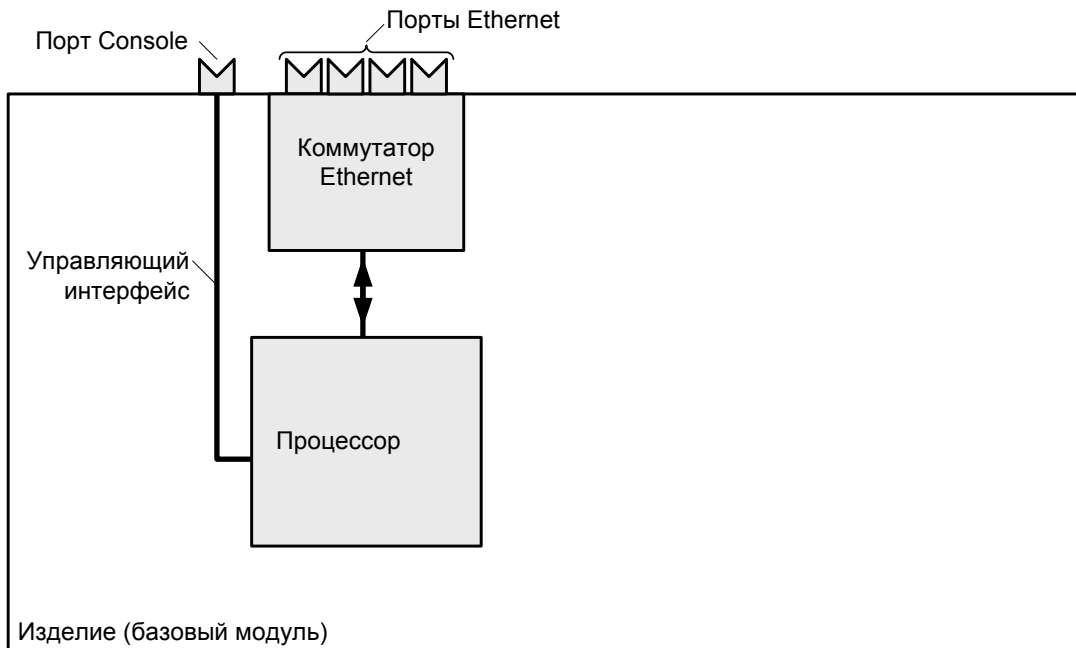 Порты Ethernet
Порт Console
Коммутатор
Ethernet
Управляющий
интерфейс
Процессор
Изделие (базовый модуль)